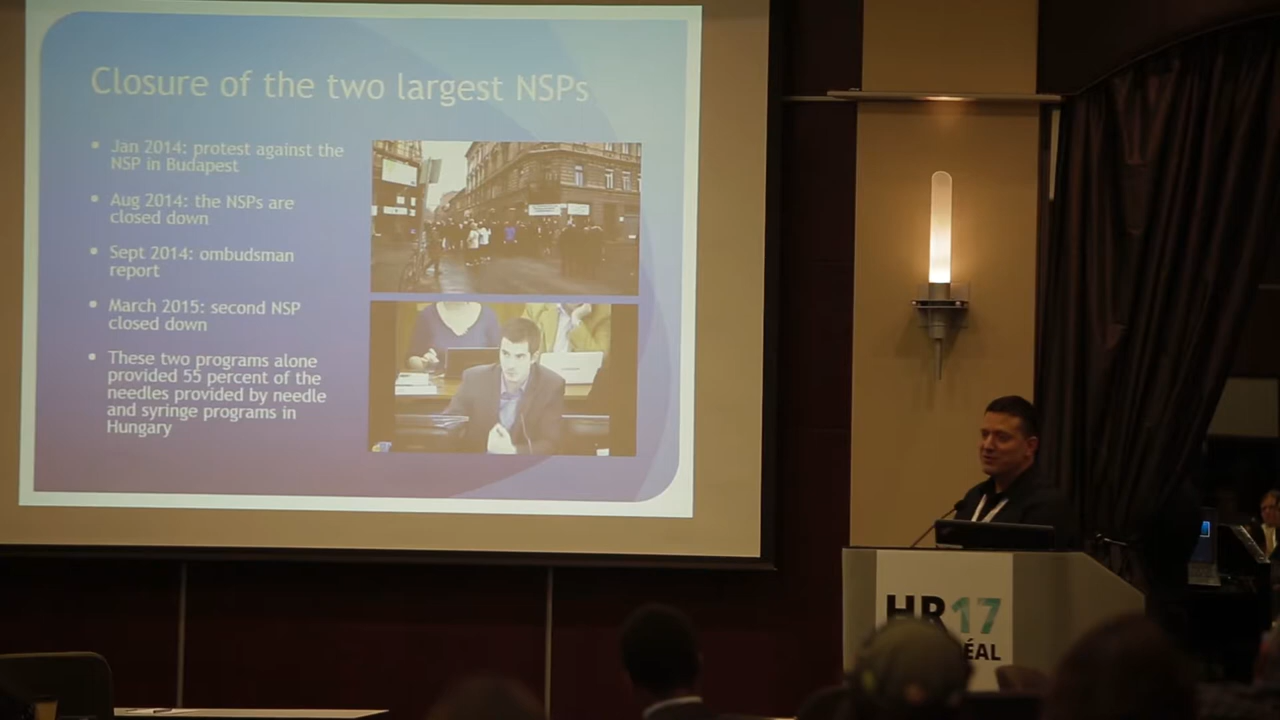 Closure of the two largest NSPs
• Jan 2014: protest against the
NSP in Budapest
• Aug 2014: the NSPs are
closed down
• Sept 2014: ombudsman
report
• March 2015: second NSP
closed down
• These two programs alone
provided 55 percent of the
needles provided by needle
and syringe programs in
Hungary
HR17
ÉAL